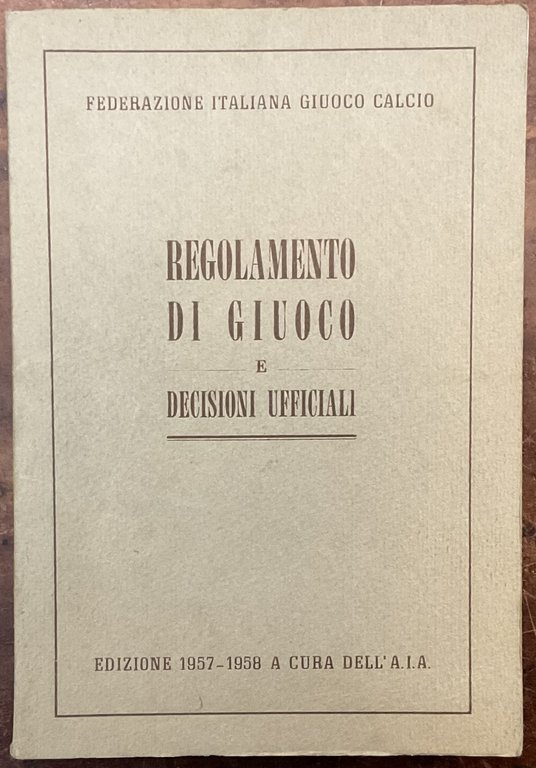 FEDERAZIONE ITALIANA GIUOCO CALCIO
REGOLAMENTO
DI GIUOCO
E
DECISIONI UFFICIALI
EDIZIONE 1957-1958 A CURA DELL'A.I.A.